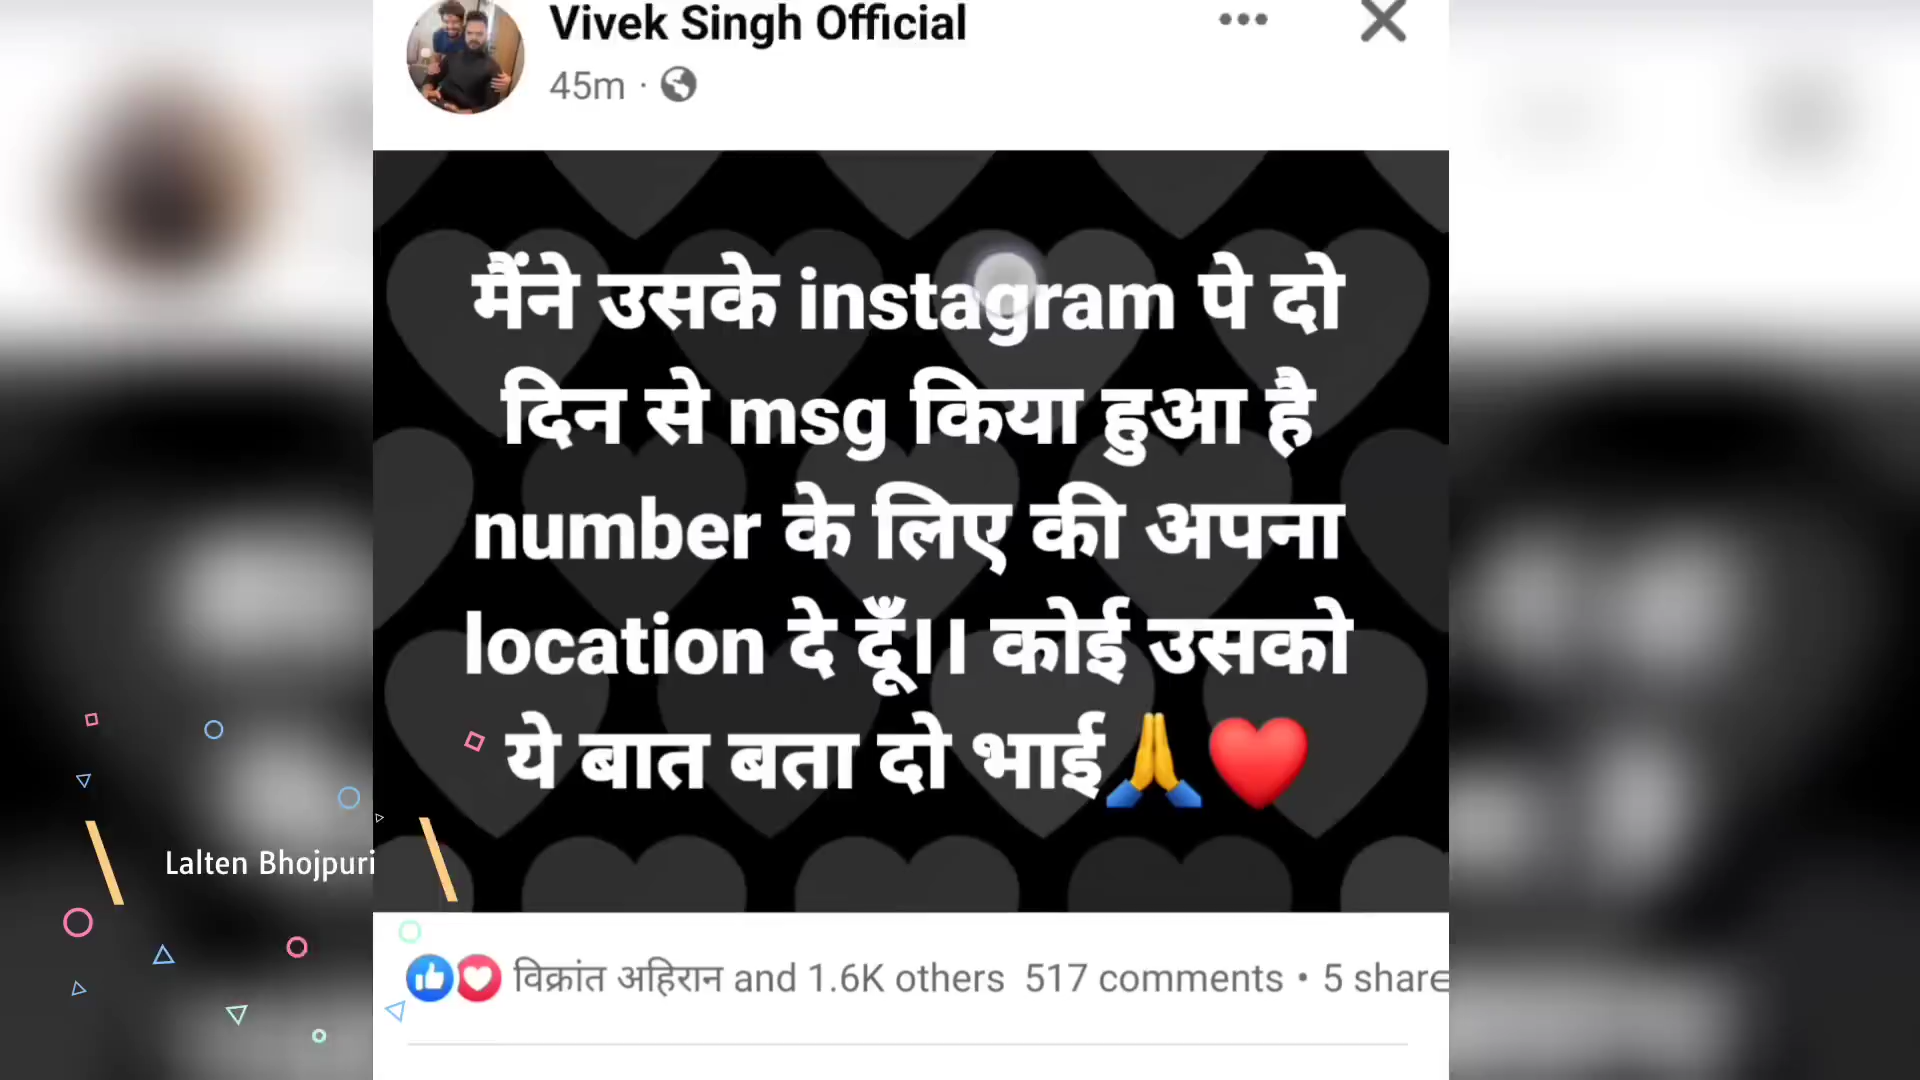 Vivek Singh Official
45m ·
मैंने उसके instagram पे दो
दिन से msg किया हुआ है
number के लिए की अपना
location दे दूँ।। कोई उसको
ये बात बता दो भाई🙏❤️
Lalten Bhojpuri
विक्रांत अहिरान and 1.6K others 517 comments • 5 share